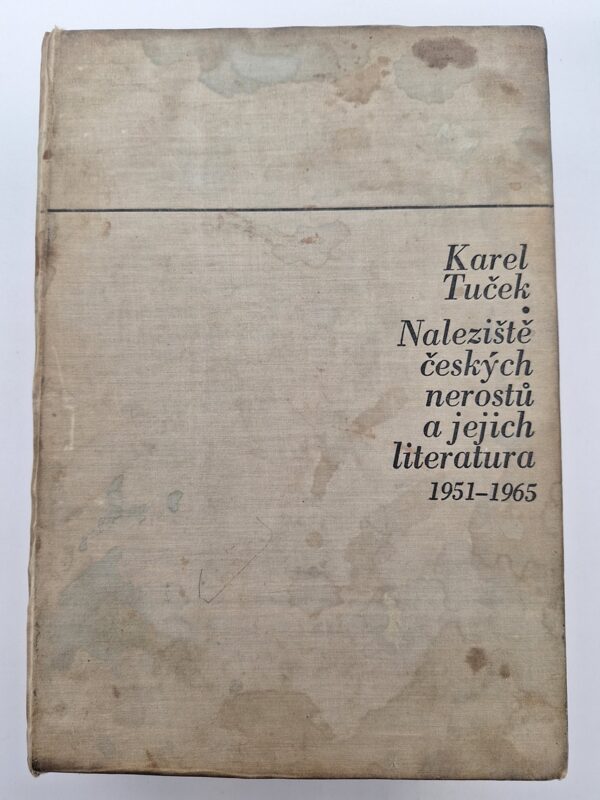 Karel
Tuček
•
Naleziště
českých
nerostů
a jejich
literatura
1951–1965